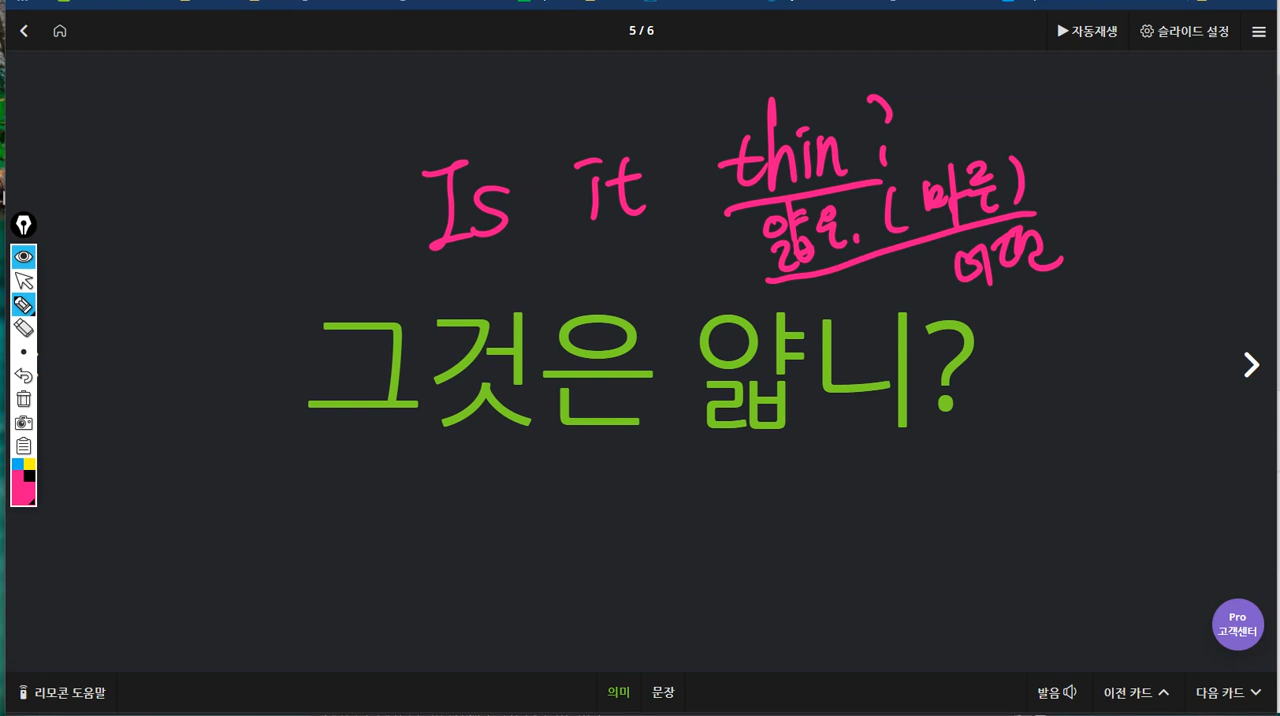 5 / 6
자동재생
슬라이드 설정
Is it thin?
얇은. (마른)
그것은 얇니?
Pro
고객센터
리모콘 도움말
의미
문장
발음
이전 카드
다음 카드